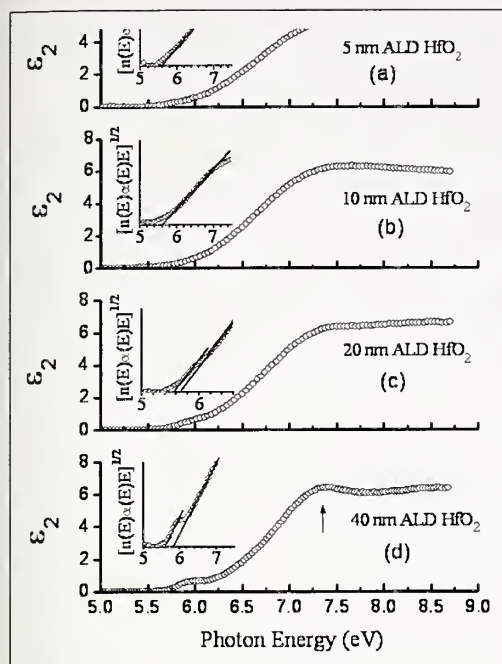 4
2
0
ε₂
[n(E)α
5 6 7
5 nm ALD HfO₂
(a)
8
6
4
2
0
ε₂
[n(E)α(E)E]^1/2
5 6 7
10 nm ALD HfO₂
(b)
8
6
4
2
0
ε₂
[n(E)α(E)E]^1/2
5 6
20 nm ALD HfO₂
(c)
8
6
4
2
0
ε₂
[n(E)α(E)E]^1/2
5 6 7
40 nm ALD HfO₂
(d)
5.0 5.5 6.0 6.5 7.0 7.5 8.0 8.5 9.0
Photon Energy (eV)